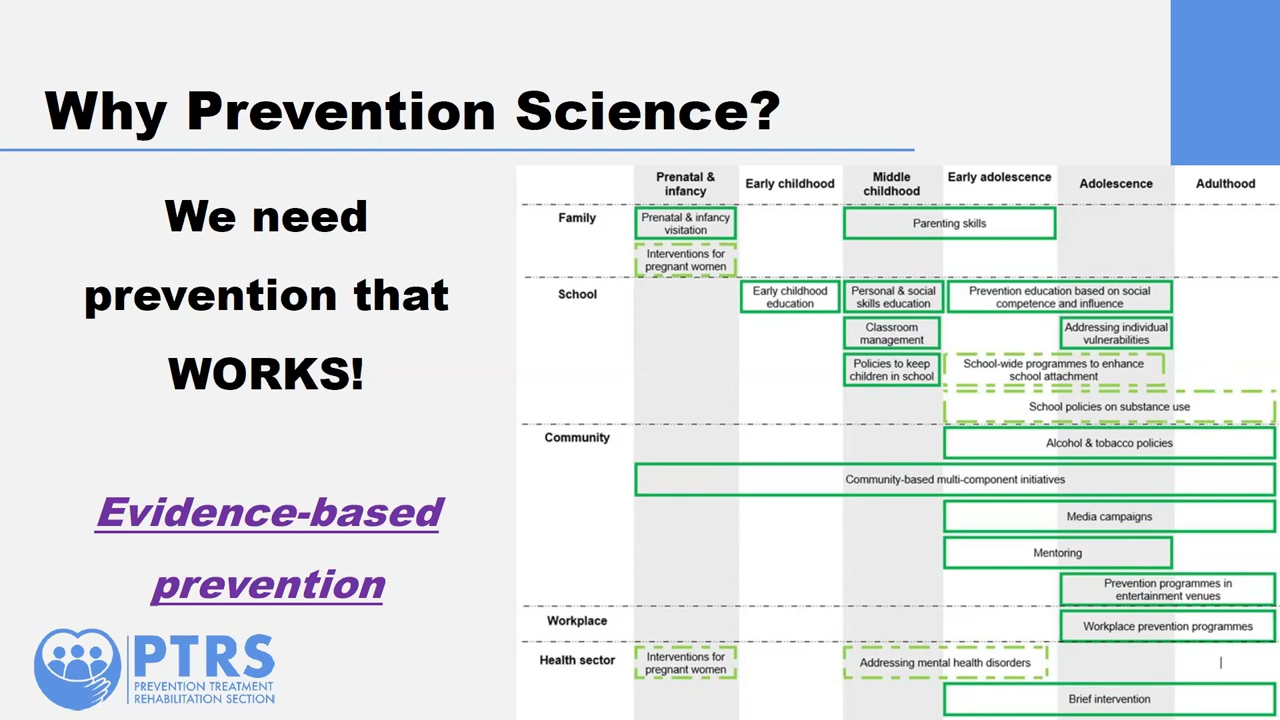 Why Prevention Science?
We need
prevention that
WORKS!
Evidence-based
prevention
PTRS
PREVENTION TREATMENT
REHABILITATION SECTION
Prenatal &
infancy
Early childhood
Middle
childhood
Early adolescence
Adolescence
Adulthood
Family
Prenatal & infancy
visitation
Parenting skills
Interventions for
pregnant women
School
Early childhood
education
Personal & social
skills education
Prevention education based on social
competence and influence
Classroom
management
Addressing individual
vulnerabilities
Policies to keep
children in school
School-wide programmes to enhance
school attachment
School policies on substance use
Community
Alcohol & tobacco policies
Community-based multi-component initiatives
Media campaigns
Mentoring
Prevention programmes in
entertainment venues
Workplace
Workplace prevention programmes
Health sector
Interventions for
pregnant women
Addressing mental health disorders
Brief intervention